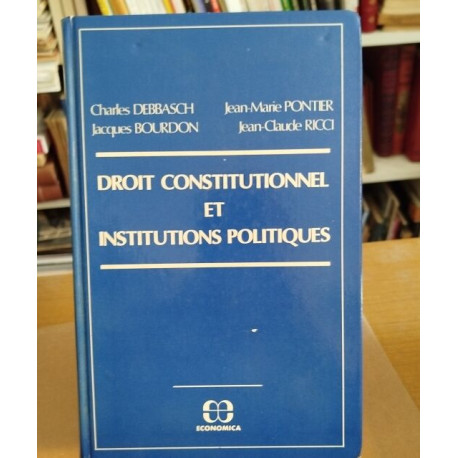 Charles DEBBASCH Jean-Marie PONTIER
Jacques BOURDON Jean-Claude RICCI
DROIT CONSTITUTIONNEL
ET
INSTITUTIONS POLITIQUES
ECONOMICA